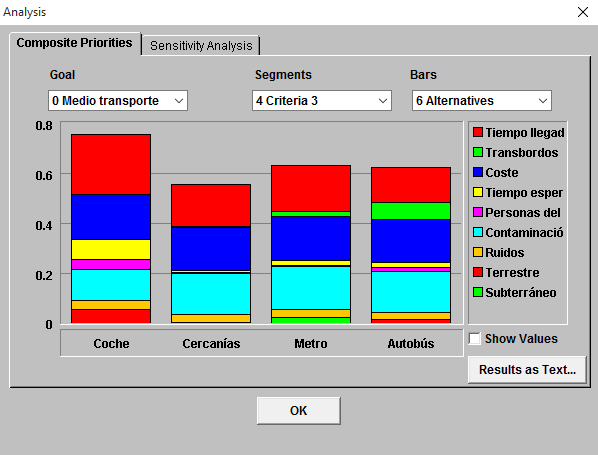 Analysis
Composite Priorities
Sensitivity Analysis
Goal
Segments
Bars
0 Medio transporte
4 Criteria 3
6 Alternatives
0.8
0.6
0.4
0.2
0
Coche
Cercanías
Metro
Autobús
Tiempo llegad
Transbordos
Coste
Tiempo esper
Personas del
Contaminació
Ruidos
Terrestre
Subterráneo
Show Values
Results as Text...
OK